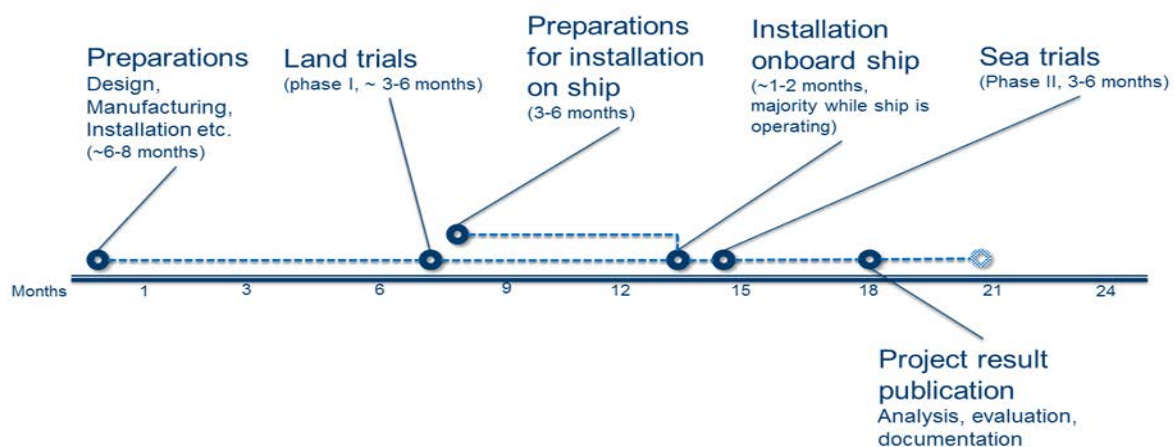 Preparations
Design,
Manufacturing,
Installation etc.
(~6-8 months)
Land trials
(phase I, ~ 3-6 months)
Preparations
for installation
on ship
(3-6 months)
Installation
onboard ship
(~1-2 months,
majority while ship is
operating)
Sea trials
(Phase II, 3-6 months)
Months 1 3 6 9 12 15 18 21 24
Project result
publication
Analysis, evaluation,
documentation